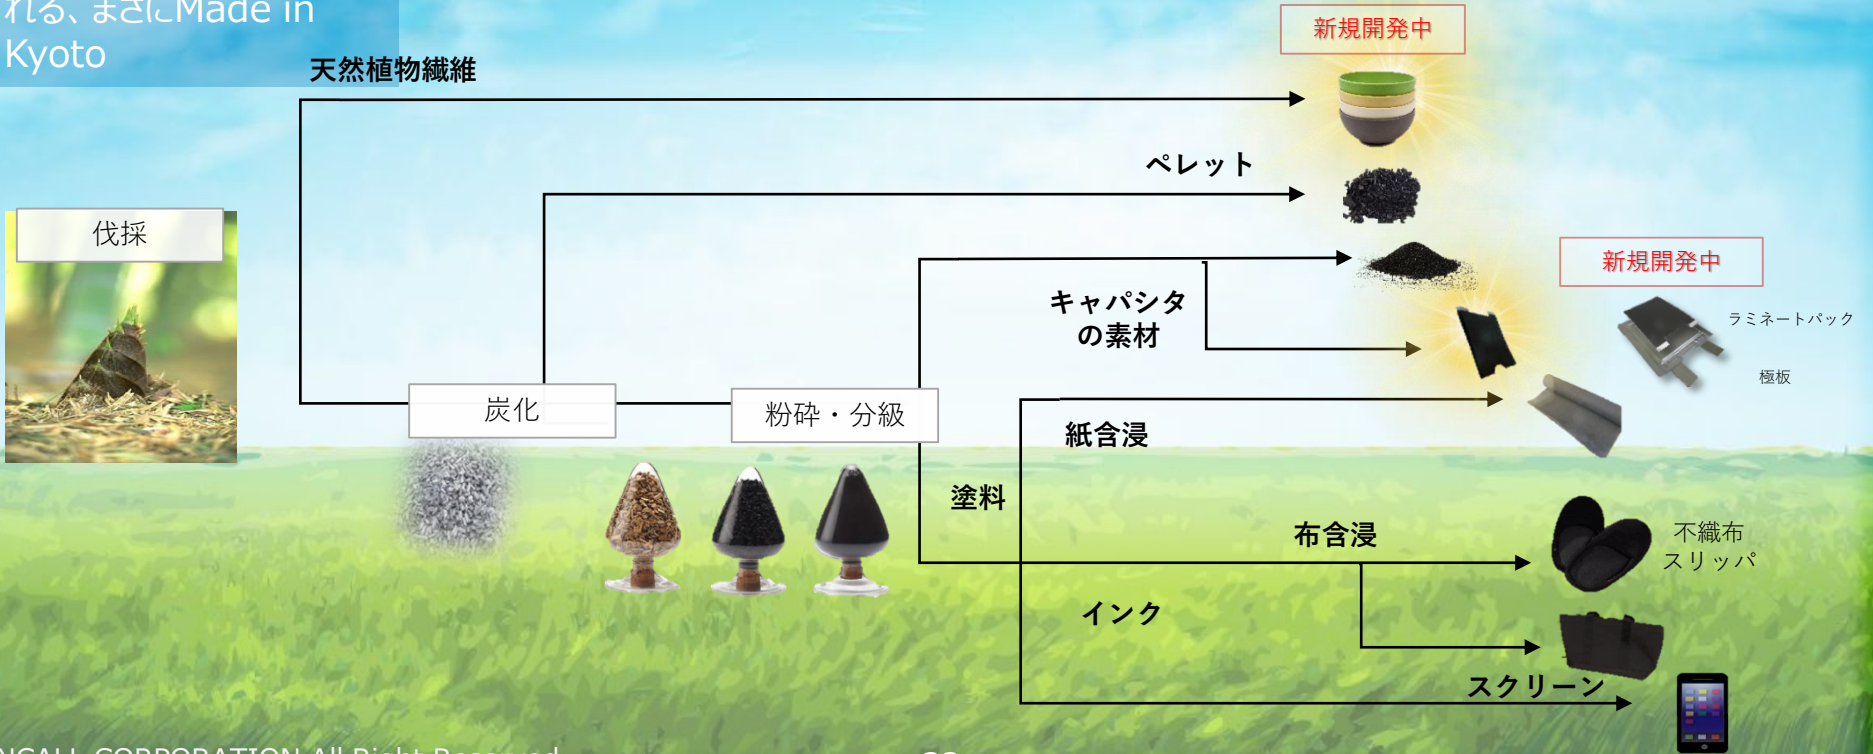 れる、まさにMade in
Kyoto
天然植物繊維
新規開発中
ペレット
伐採
新規開発中
キャパシタ
の素材
ラミネートパック
極板
炭化
粉砕・分級
紙含浸
塗料
布含浸
不織布
スリッパ
インク
スクリーン
CORPORATION All Right Reserved